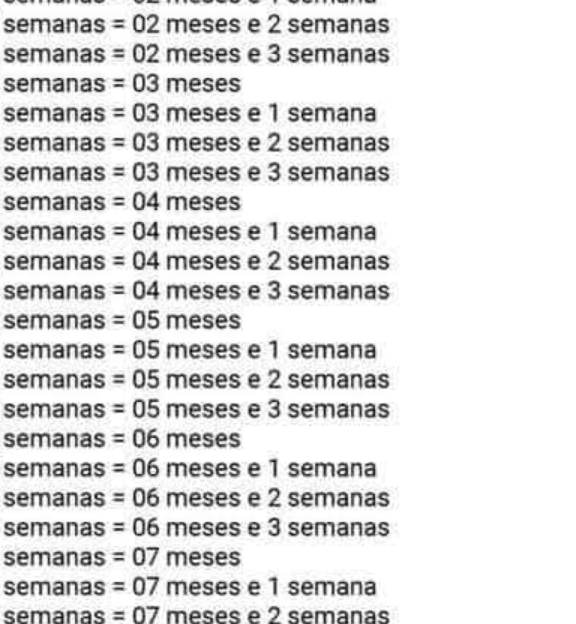 semanas = 02 meses e 2 semanas
semanas = 02 meses e 3 semanas
semanas = 03 meses
semanas = 03 meses e 1 semana
semanas = 03 meses e 2 semanas
semanas = 03 meses e 3 semanas
semanas = 04 meses
semanas = 04 meses e 1 semana
semanas = 04 meses e 2 semanas
semanas = 04 meses e 3 semanas
semanas = 05 meses
semanas = 05 meses e 1 semana
semanas = 05 meses e 2 semanas
semanas = 05 meses e 3 semanas
semanas = 06 meses
semanas = 06 meses e 1 semana
semanas = 06 meses e 2 semanas
semanas = 06 meses e 3 semanas
semanas = 07 meses
semanas = 07 meses e 1 semana
semanas = 07 meses e 2 semanas